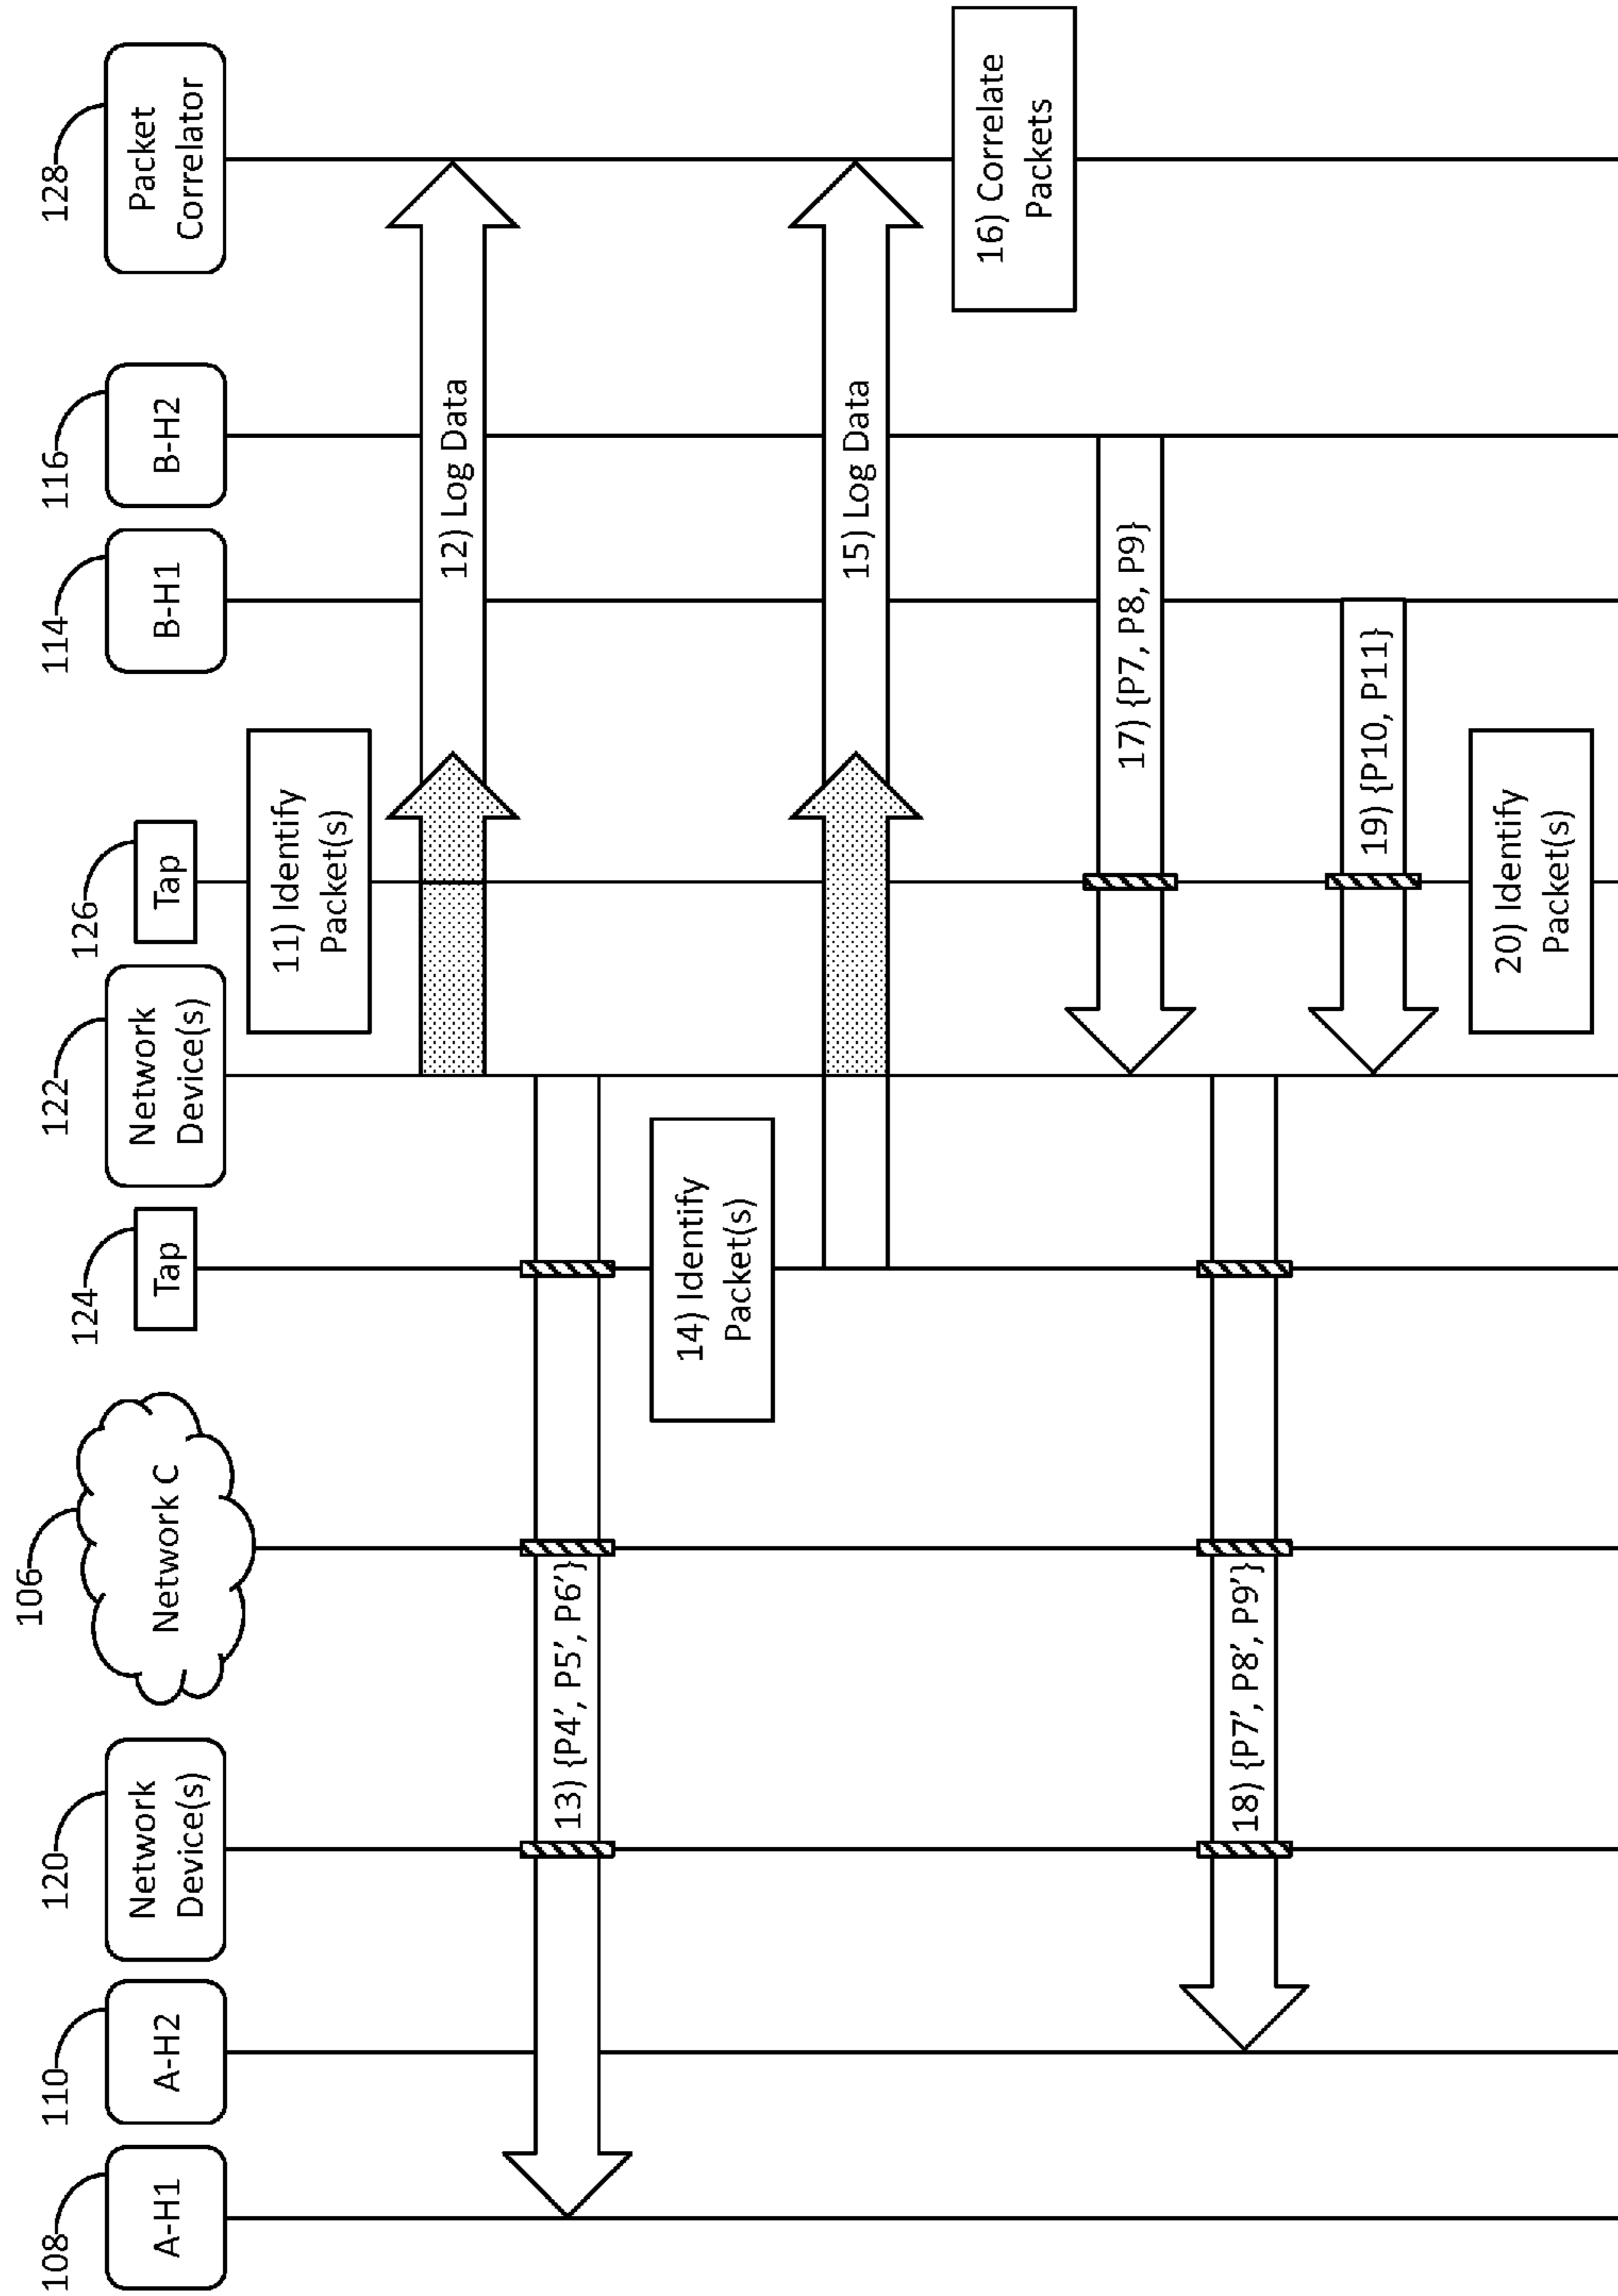 108
110
120
106
124
122
126
114
116
128
A-H1
A-H2
Network
Device(s)
Network C
Tap
Network
Device(s)
Tap
B-H1
B-H2
Packet
Correlator
11) Identify
Packet(s)
12) Log Data
13) {P4’, P5’, P6’}
14) Identify
Packet(s)
15) Log Data
16) Correlate
Packets
17) {P7, P8, P9}
18) {P7’, P8’, P9’}
19) {P10, P11}
20) Identify
Packet(s)